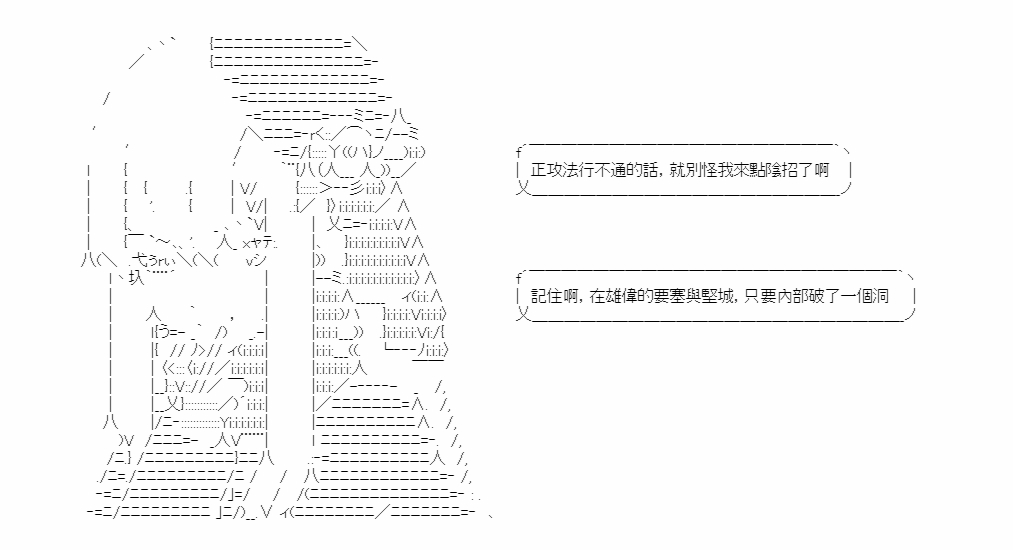 正攻法行不通的話，就別怪我來點陰招了啊
記住啊，在雄偉的要塞與堅城，只要內部破了一個洞